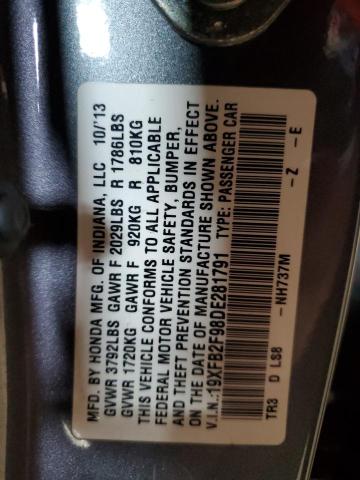 MFD. BY HONDA MFG. OF INDIANA, LLC 10/'13
GVWR 3792LBS GAWR F 2029LBS R 1786LBS
GVWR 1720KG GAWR F 920KG R 810KG
THIS VEHICLE CONFORMS TO ALL APPLICABLE
FEDERAL MOTOR VEHICLE SAFETY, BUMPER,
AND THEFT PREVENTION STANDARDS IN EFFECT
ON THE DATE OF MANUFACTURE SHOWN ABOVE.
V.I.N.:19XFB2F98DE281791 TYPE: PASSENGER CAR
-NH737M -Z -E
TR3 D LS8